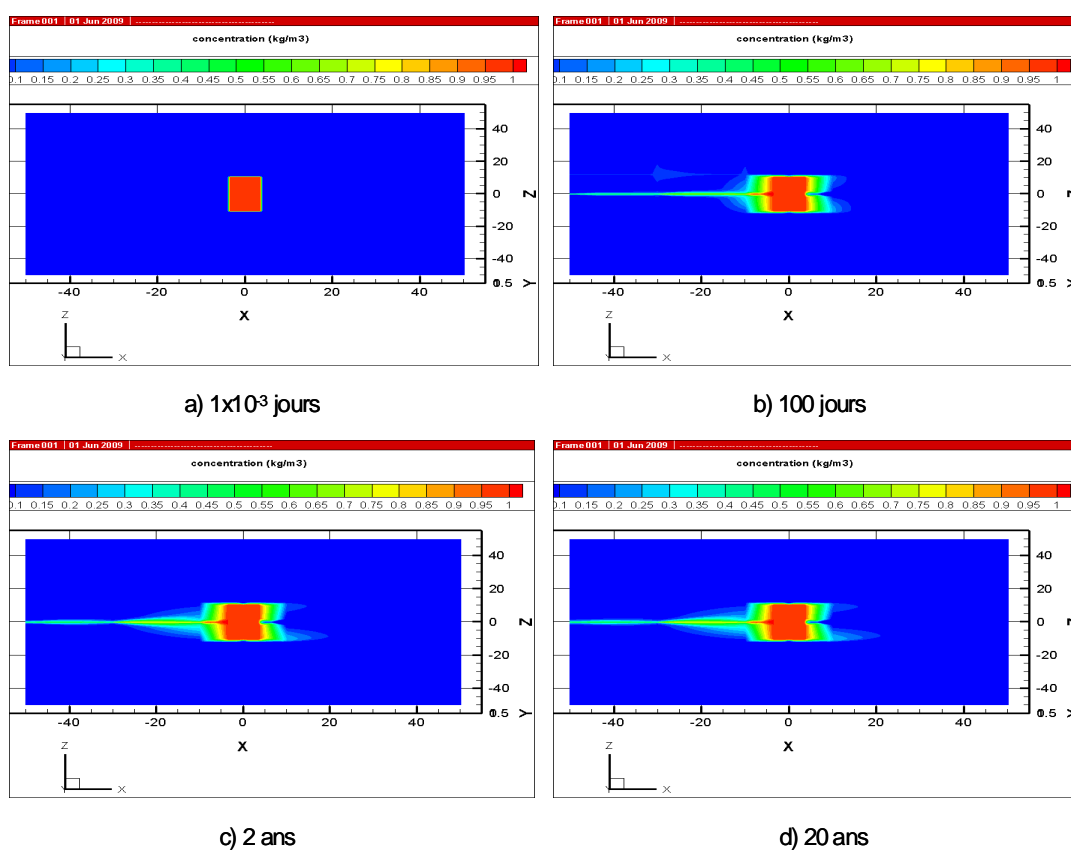 Frame 001 | 01 Jun 2009 |
concentration (kg/m3)
0.1 0.15 0.2 0.25 0.3 0.35 0.4 0.45 0.5 0.55 0.6 0.65 0.7 0.75 0.8 0.85 0.9 0.95 1
40
20
0
-20
-40
Z
-40 -20 0 20 40
X
Y
Z
X
a) 1x10-3 jours
Frame 001 | 01 Jun 2009 |
concentration (kg/m3)
0.1 0.15 0.2 0.25 0.3 0.35 0.4 0.45 0.5 0.55 0.6 0.65 0.7 0.75 0.8 0.85 0.9 0.95 1
40
20
0
-20
-40
-40 -20 0 20 40
X
Z
X
b) 100 jours
Frame 001 | 01 Jun 2009 |
concentration (kg/m3)
0.1 0.15 0.2 0.25 0.3 0.35 0.4 0.45 0.5 0.55 0.6 0.65 0.7 0.75 0.8 0.85 0.9 0.95 1
40
20
0
-20
-40
Z
-40 -20 0 20 40
X
Y
Z
X
c) 2 ans
Frame 001 | 01 Jun 2009 |
concentration (kg/m3)
0.1 0.15 0.2 0.25 0.3 0.35 0.4 0.45 0.5 0.55 0.6 0.65 0.7 0.75 0.8 0.85 0.9 0.95 1
40
20
0
-20
-40
-40 -20 0 20 40
X
Z
X
d) 20 ans